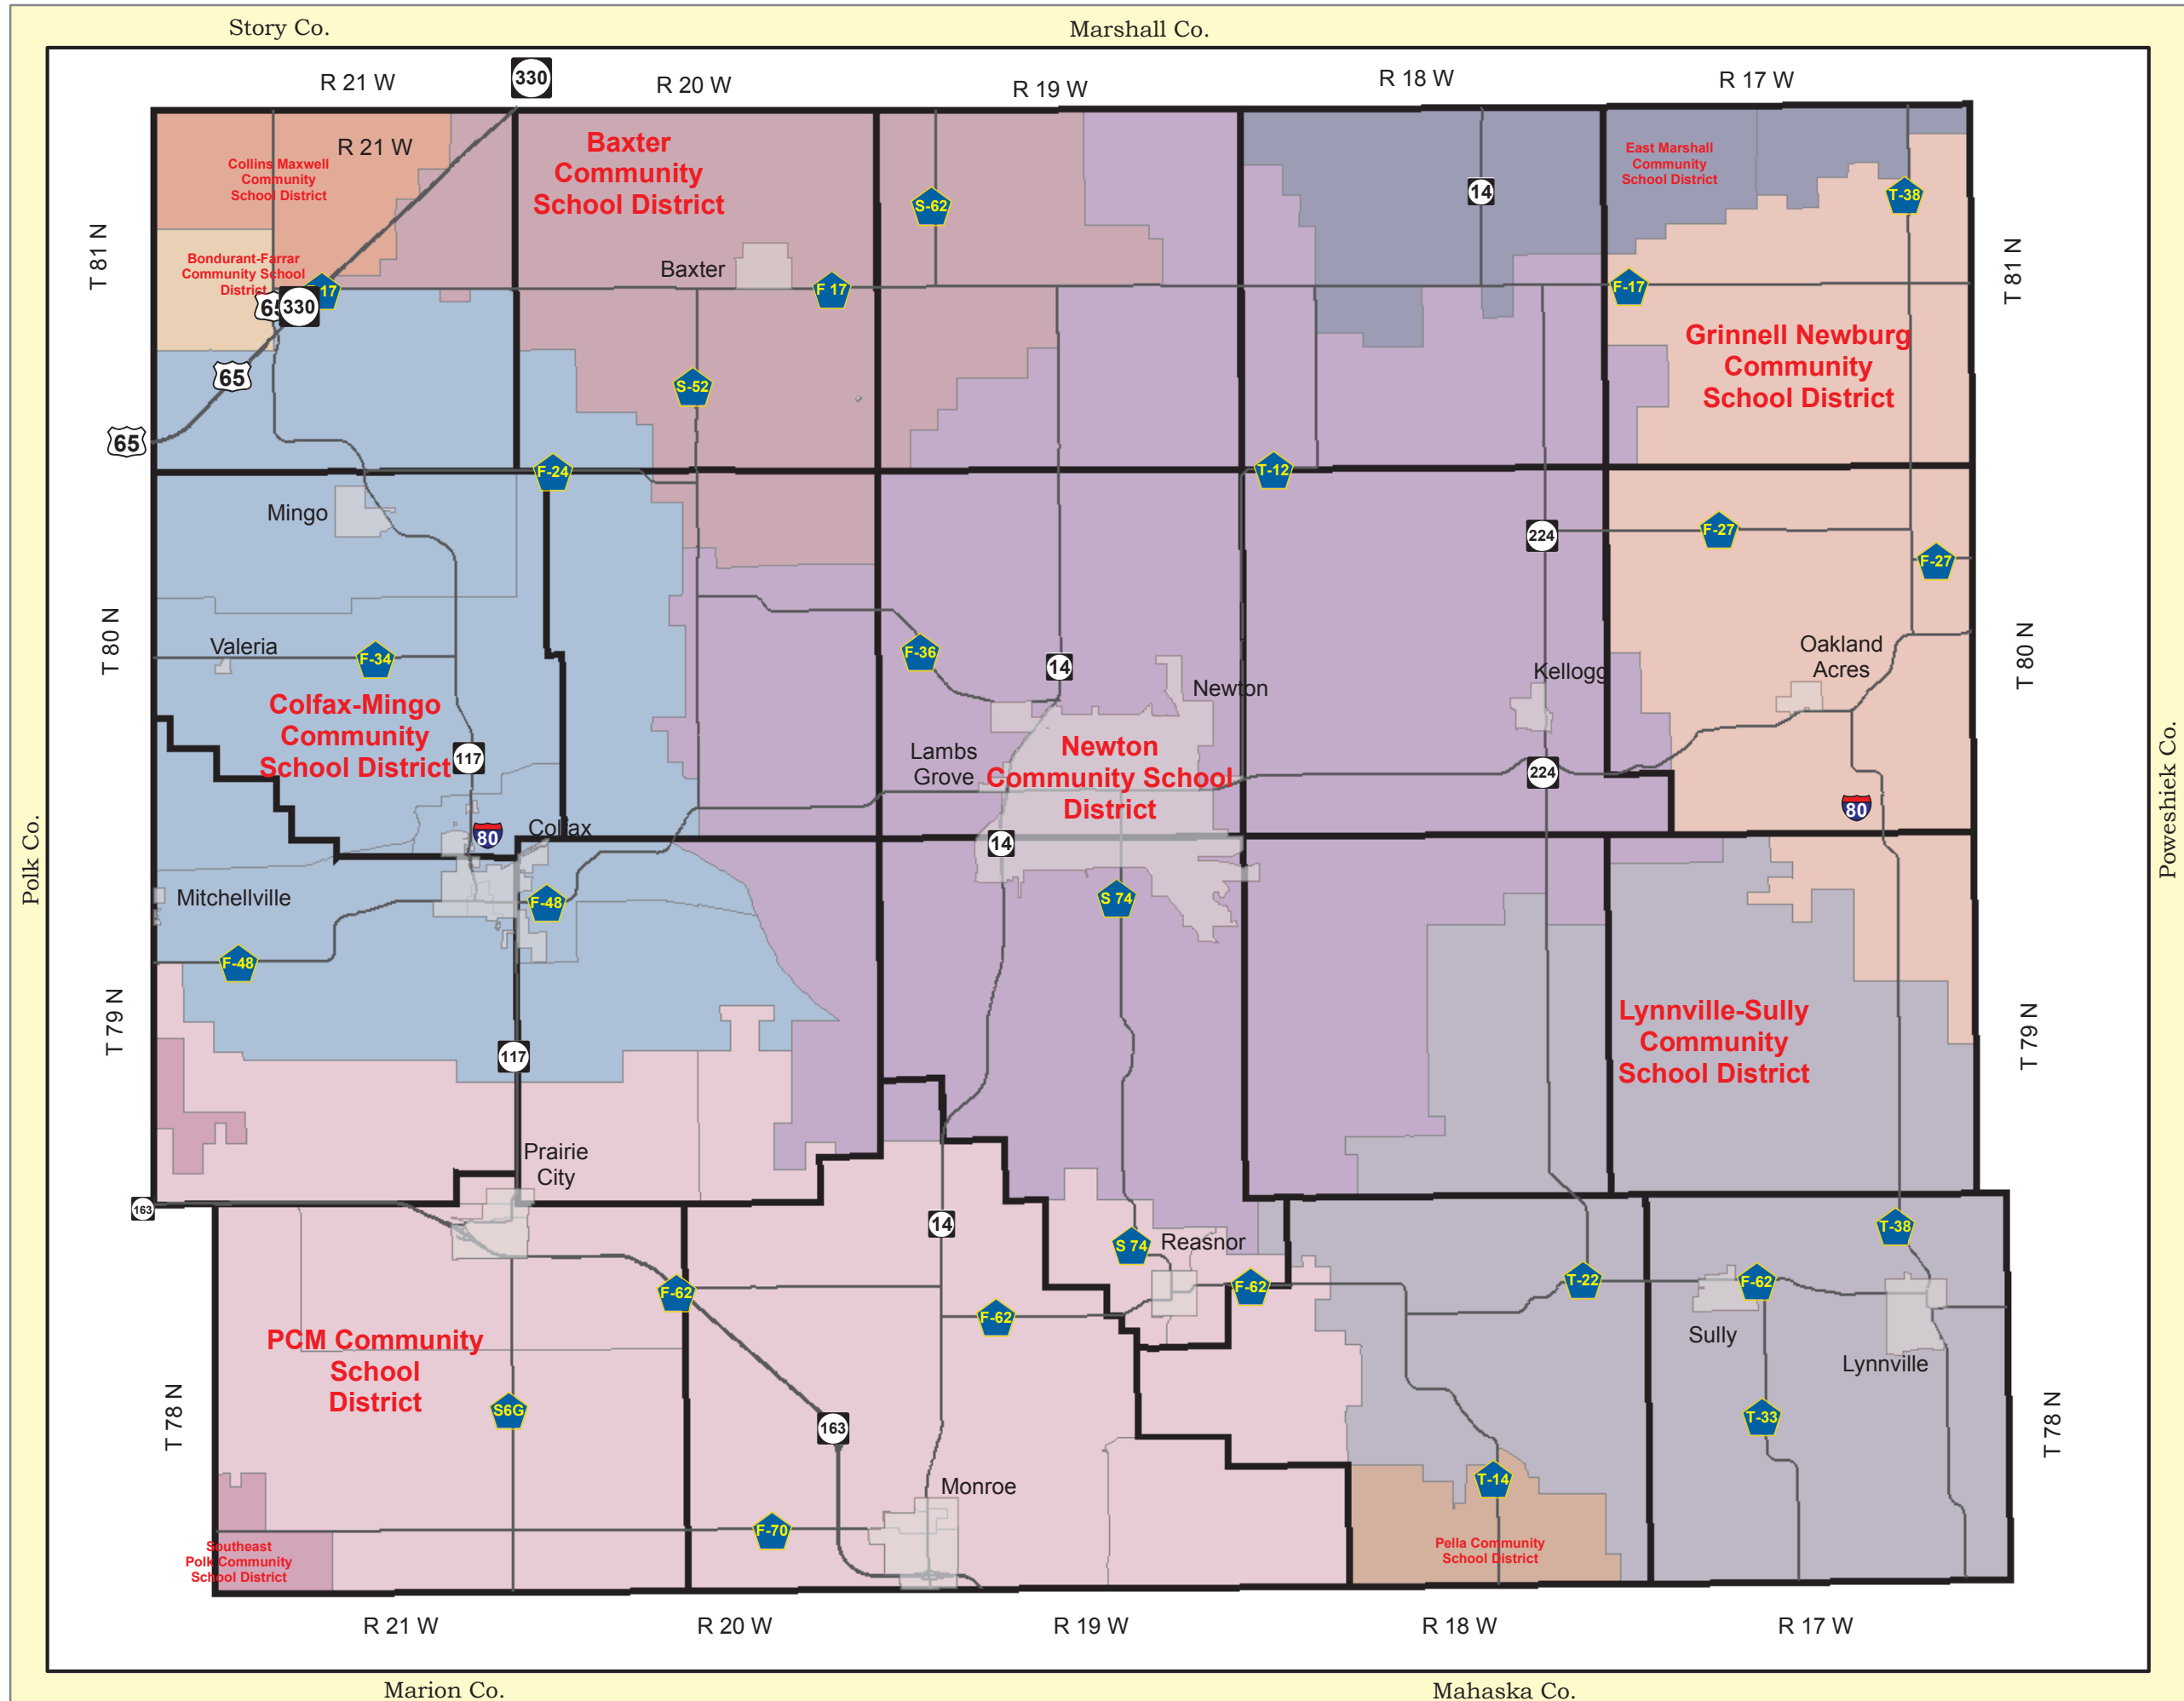 Story Co.
Marshall Co.
R 21 W
330
R 20 W
R 19 W
R 18 W
R 17 W
R 21 W
Collins Maxwell
Community
School District
Baxter
Community
School District
East Marshall
Community
School District
14
S-62
T-38
T 81 N
T 81 N
Bondurant-Farrar
Community School
District
17
65
330
Baxter
F 17
F-17
Grinnell Newburg
Community
School District
65
S-52
65
F-24
T-12
Mingo
224
F-27
F-27
T 80 N
T 80 N
Valeria
F-34
F-36
14
Newton
Kellogg
Oakland
Acres
Colfax-Mingo
Community
School District
117
Lambs
Grove
Newton
Community School
District
224
80
80
Colfax
14
Polk Co.
Poweshiek Co.
Mitchellville
F-48
S 74
F-48
T 79 N
T 79 N
Lynnville-Sully
Community
School District
117
Prairie
City
163
14
S 74
Reasnor
T-38
F-62
F-62
F-62
T-22
F-62
Sully
Lynnville
PCM Community
School
District
T 78 N
T 78 N
S6G
163
T-33
T-14
Monroe
F-70
Southeast
Polk Community
School District
Pella Community
School District
R 21 W
R 20 W
R 19 W
R 18 W
R 17 W
Marion Co.
Mahaska Co.